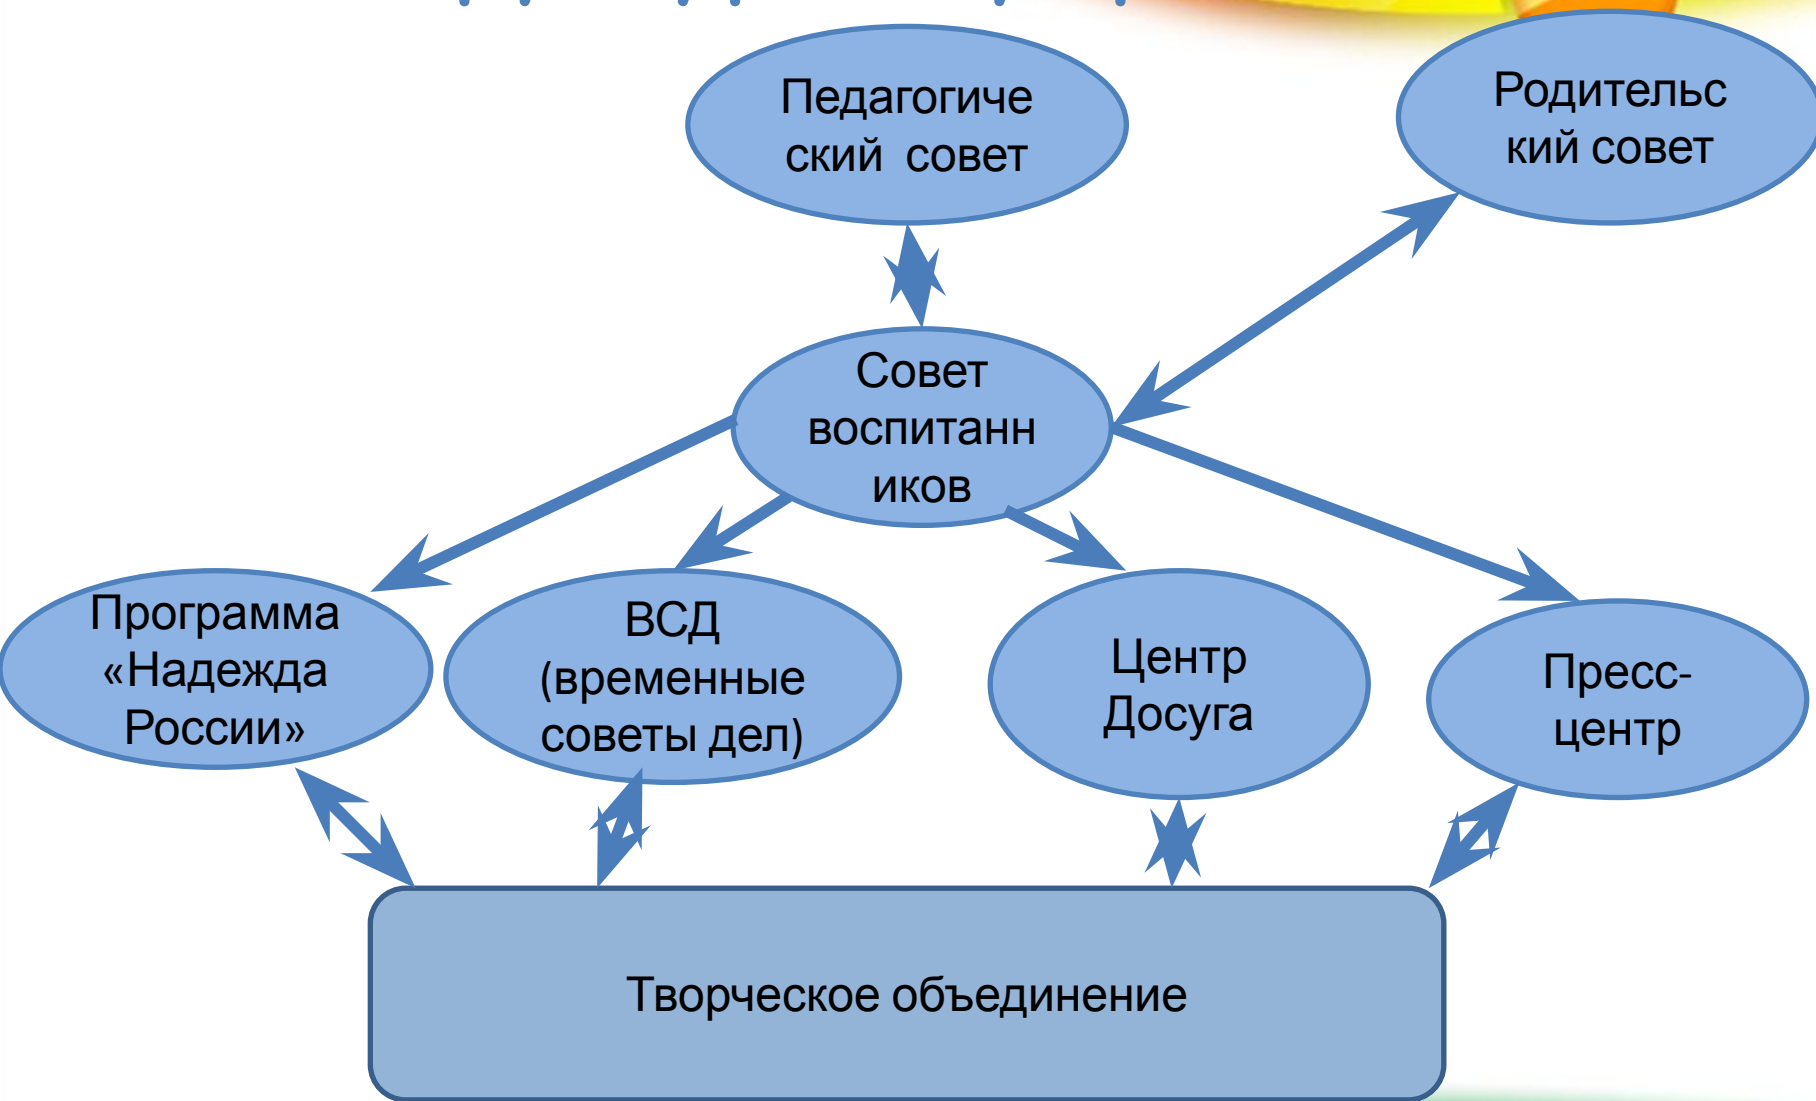 Педагогиче
ский совет
Родительс
кий совет
Совет
воспитанн
иков
Программа
«Надежда
России»
ВСД
(временные
советы дел)
Центр
Досуга
Пресс-
центр
Творческое объединение